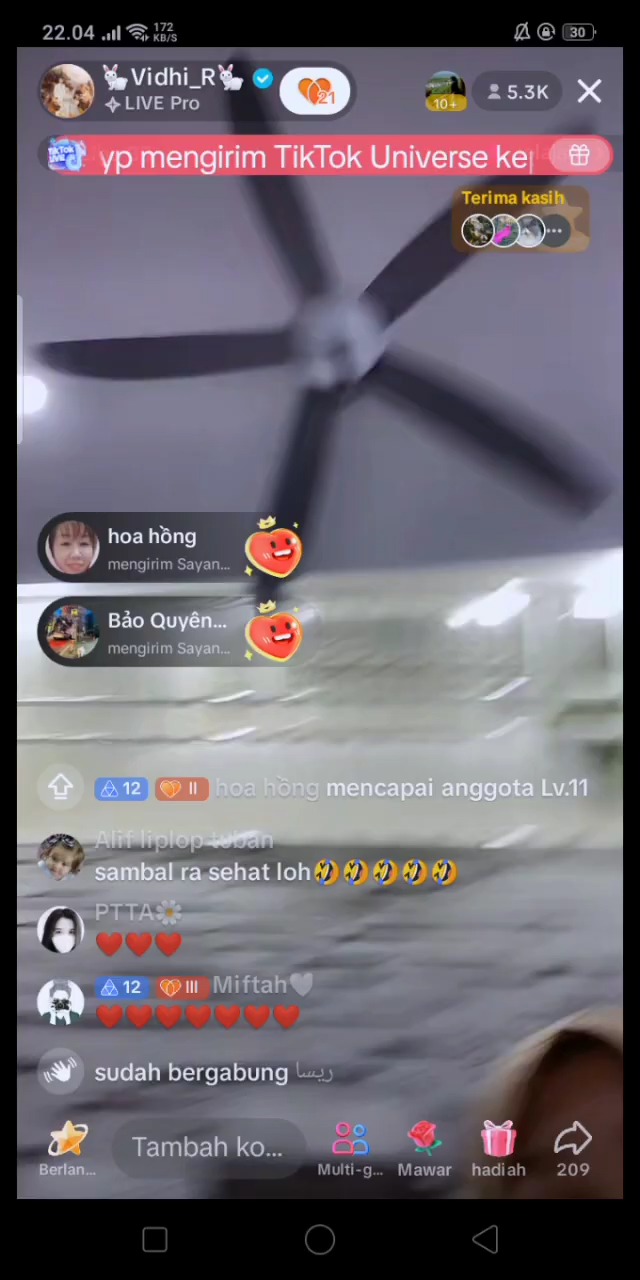 22.04
172
KB/S
30
🐇Vidhi_R🐇
LIVE Pro
21
10+
5.3K
yp mengirim TikTok Universe ke
Terima kasih
hoa hồng
mengirim Sayan...
Bảo Quyên...
mengirim Sayan...
12 II hoa hồng mencapai anggota Lv.11
Alif liplop tuban
sambal ra sehat loh🤣🤣🤣🤣🤣
PTTA🌼
❤️❤️❤️
12 III Miftah🤍
❤️❤️❤️❤️❤️❤️❤️
sudah bergabung ريسا
Berlan...
Tambah ko...
Multi-g...
Mawar
hadiah
209